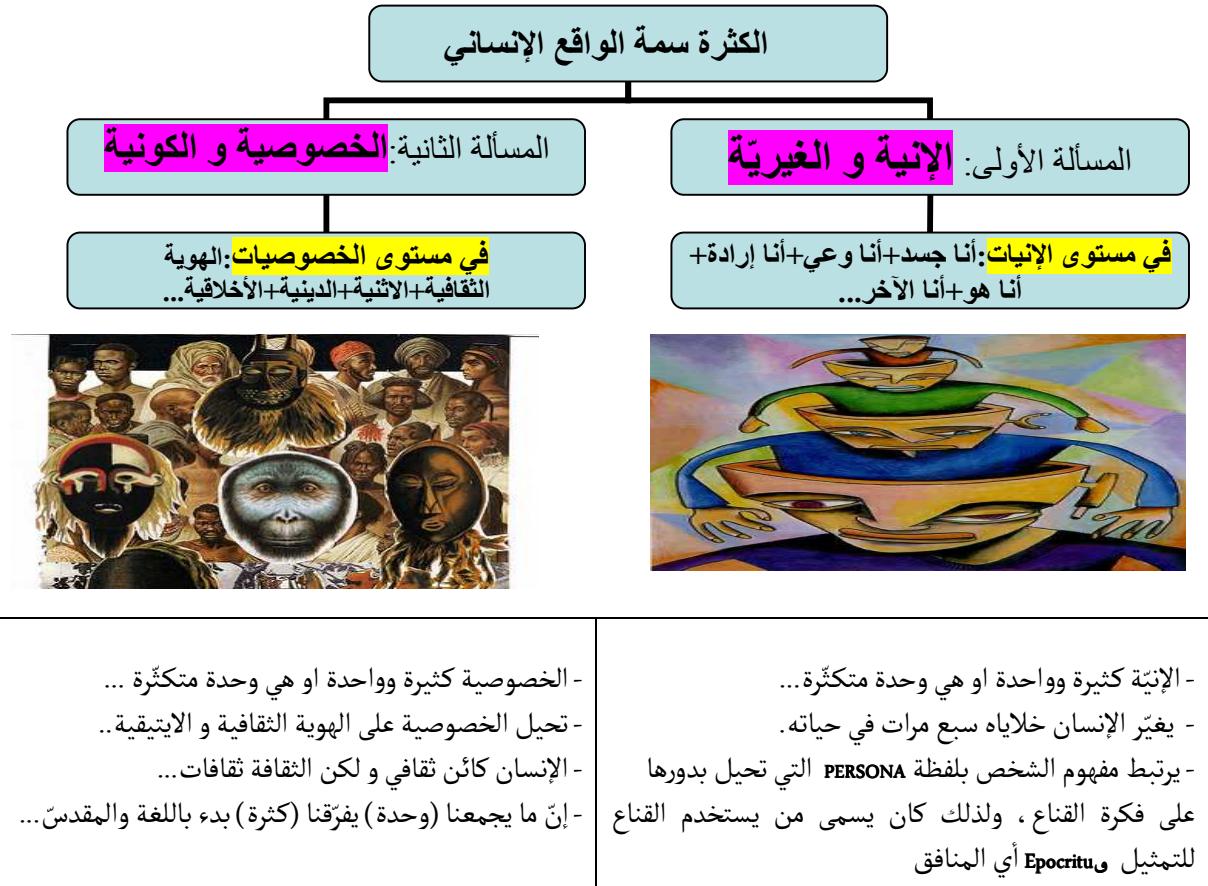 الكثرة سمة الواقع الإنساني
المسألة الأولى: الإنية و الغيريّة
في مستوى الإنيات:أنا جسد+أنا وعي+أنا إرادة+
أنا هو+أنا الآخر...
المسألة الثانية:الخصوصية و الكونية
في مستوى الخصوصيات:الهوية
الثقافية+الاثنية+الدينية+الأخلاقية...
- الإنيّة كثيرة وواحدة او هي وحدة متكثّرة...
- يغيّر الإنسان خلاياه سبع مرات في حياته.
- يرتبط مفهوم الشخص بلفظة PERSONA التي تحيل بدورها
على فكرة القناع، ولذلك كان يسمى من يستخدم القناع
للتمثيل وEpocritu أي المنافق
- الخصوصية كثيرة وواحدة او هي وحدة متكثّرة ...
- تحيل الخصوصية على الهوية الثقافية و الايتيقية..
- الإنسان كائن ثقافي و لكن الثقافة ثقافات...
- إنّ ما يجمعنا (وحدة) يفرّقنا (كثرة) بدء باللغة والمقدسّ...